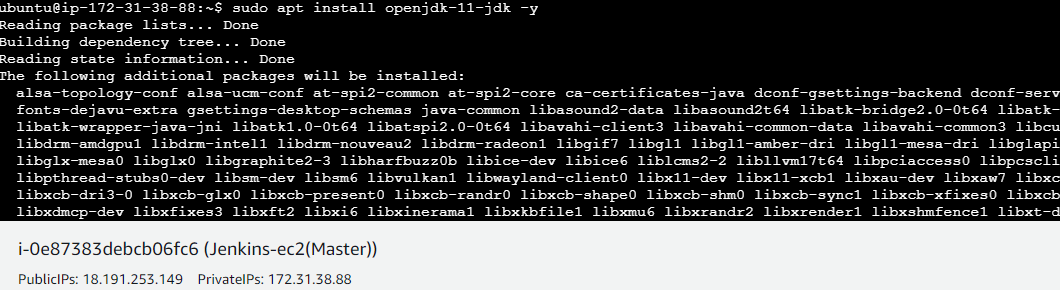 ubuntu@ip-172-31-38-88:~$ sudo apt install openjdk-11-jdk -y
Reading package lists... Done
Building dependency tree... Done
Reading state information... Done
The following additional packages will be installed:
alsa-topology-conf alsa-ucm-conf at-spi2-common at-spi2-core ca-certificates-java dconf-gsettings-backend dconf-serv
fonts-dejavu-extra gsettings-desktop-schemas java-common libasound2-data libasound2t64 libatk-bridge2.0-0t64 libatk-
libatk-wrapper-java-jni libatk1.0-0t64 libatspi2.0-0t64 libavahi-client3 libavahi-common-data libavahi-common3 libcu
libdrm-amdgpu1 libdrm-intel1 libdrm-nouveau2 libdrm-radeon1 libgif7 libgl1 libgl1-amber-dri libgl1-mesa-dri libglapi
libglx-mesa0 libglx0 libgraphite2-3 libharfbuzz0b libice-dev libice6 liblcms2-2 libllvm17t64 libpciaccess0 libpcscli
libpthread-stubs0-dev libsm-dev libsm6 libvulkan1 libwayland-client0 libx11-dev libx11-xcb1 libxau-dev libxaw7 libxc
libxcb-dri3-0 libxcb-glx0 libxcb-present0 libxcb-randr0 libxcb-shape0 libxcb-shm0 libxcb-sync1 libxcb-xfixes0 libxcb
libxdmcp-dev libxfixes3 libxft2 libxi6 libxinerama1 libxkbfile1 libxmu6 libxrandr2 libxrender1 libxshmfence1 libxt-d
i-0e87383debcb06fc6 (Jenkins-ec2(Master))
PublicIPs: 18.191.253.149 PrivateIPs: 172.31.38.88